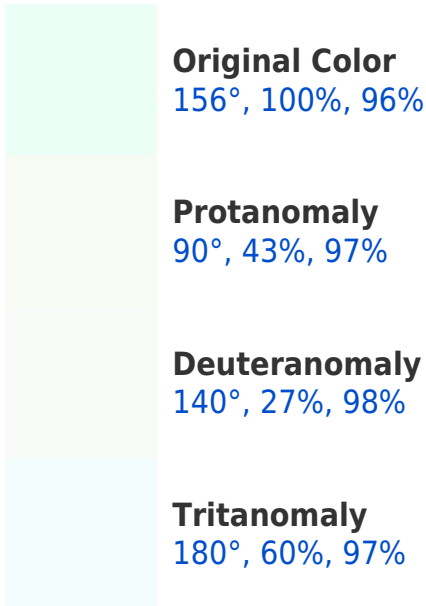 Original Color
156°, 100%, 96%
Protanomaly
90°, 43%, 97%
Deuteranomaly
140°, 27%, 98%
Tritanomaly
180°, 60%, 97%